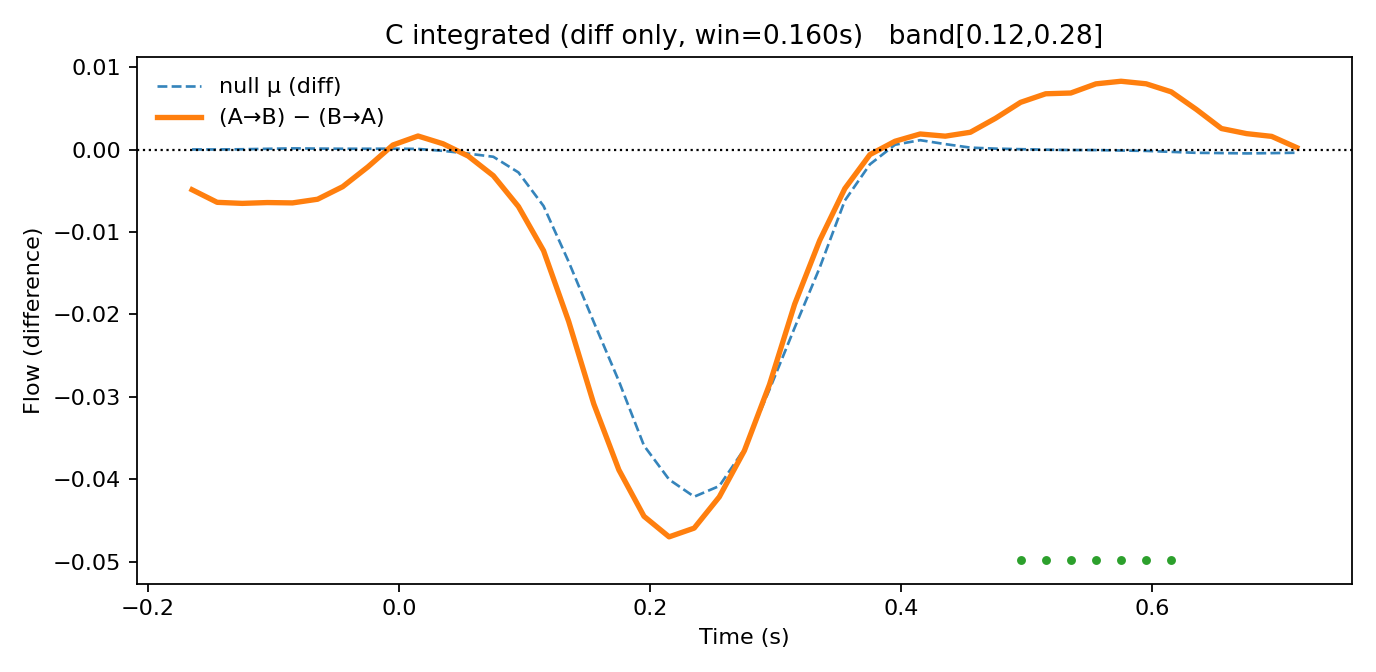 C integrated (diff only, win=0.160s)   band[0.12,0.28]
null μ (diff)
(A→B) − (B→A)
0.01
0.00
−0.01
−0.02
−0.03
−0.04
−0.05
Flow (difference)
−0.2
0.0
0.2
0.4
0.6
Time (s)